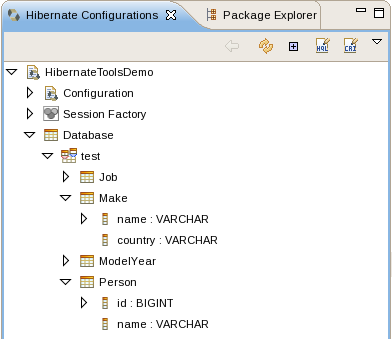 Hibernate Configurations Package Explorer
HQL CRI
HibernateToolsDemo
Configuration
Session Factory
Database
test
Job
Make
name : VARCHAR
country : VARCHAR
ModelYear
Person
id : BIGINT
name : VARCHAR